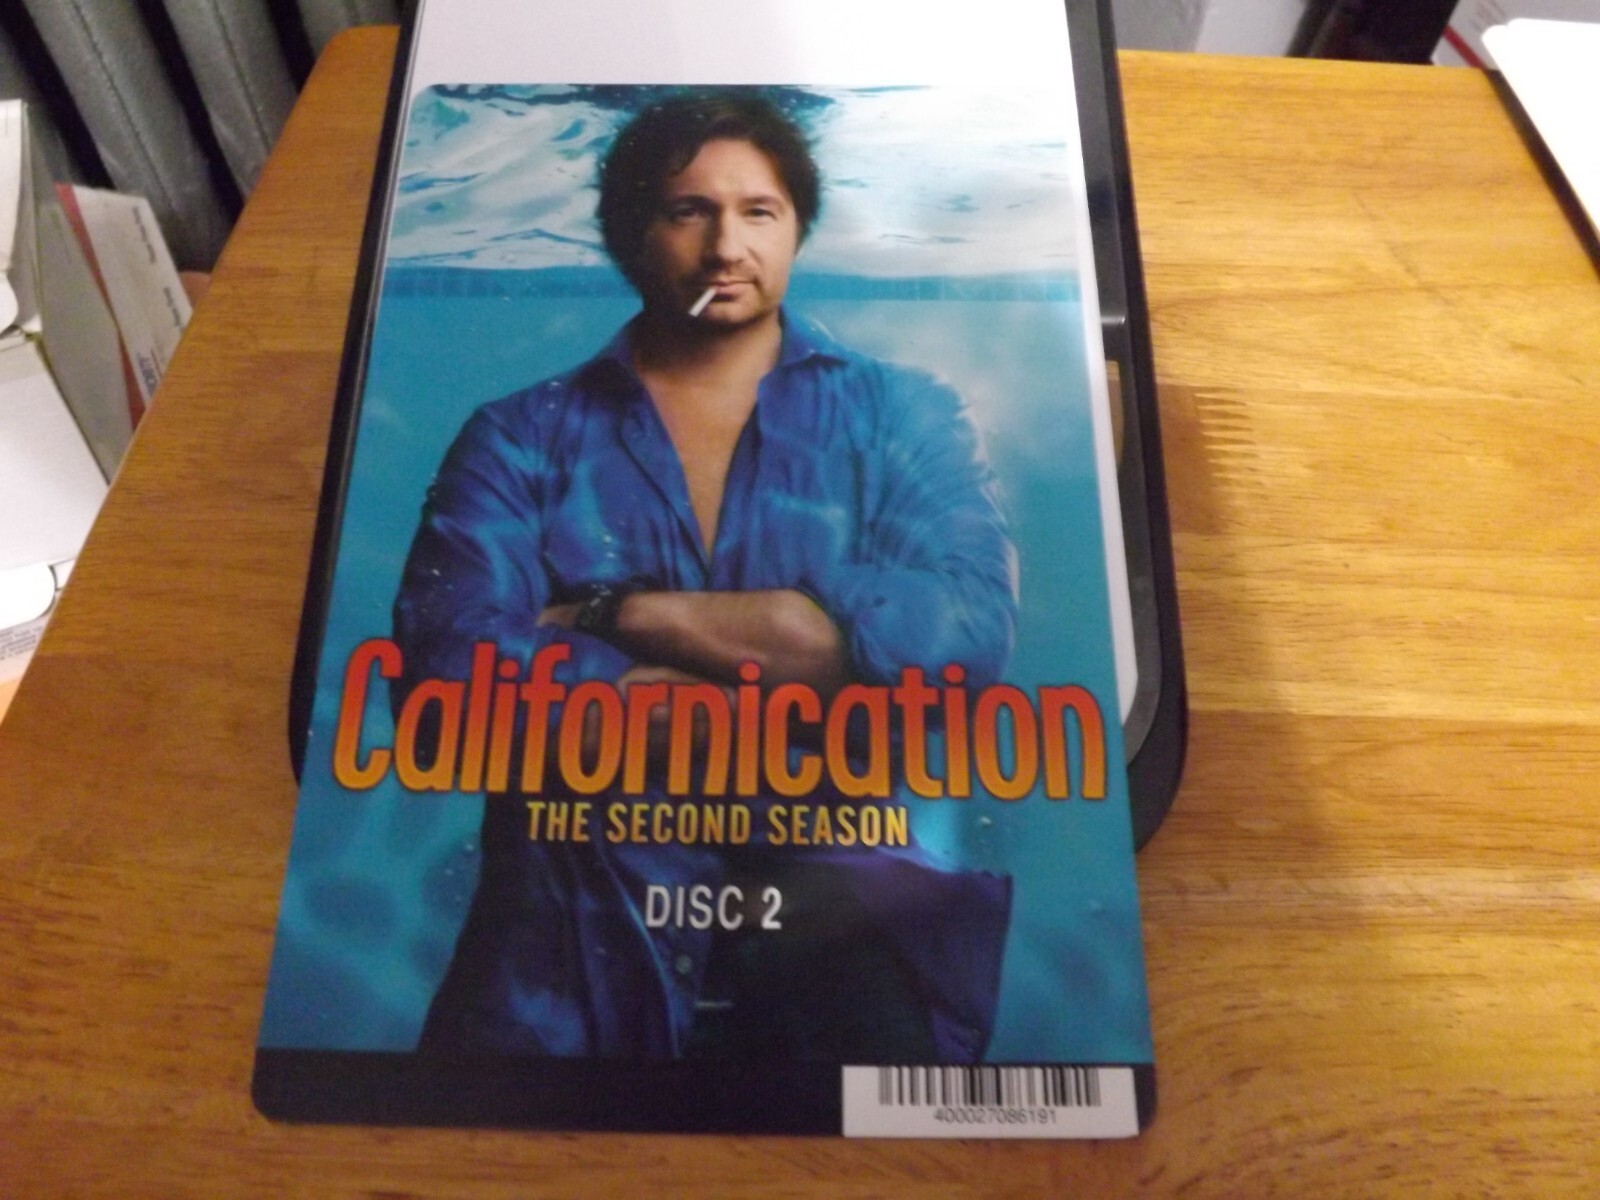 Californication
THE SECOND SEASON
DISC 2
400027086191